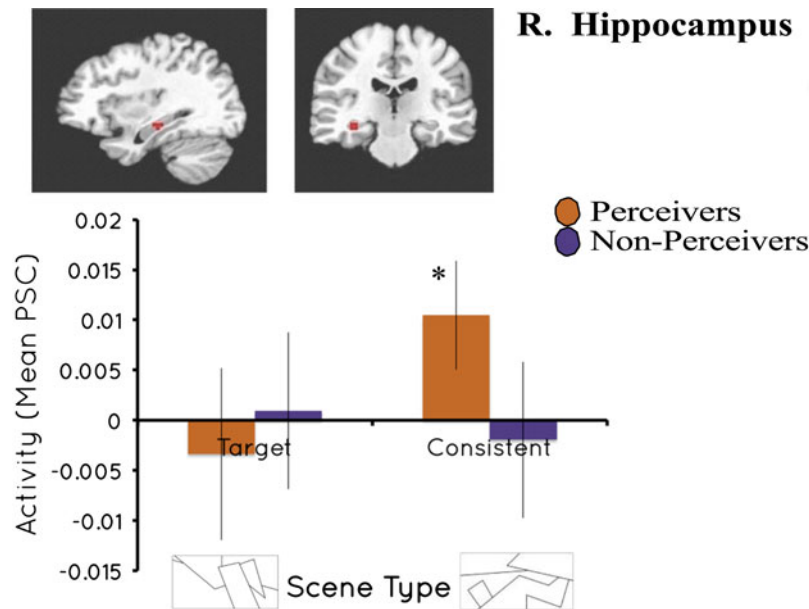 R. Hippocampus
Perceivers
Non-Perceivers
Activity (Mean PSC)
0.02
0.015
0.01
0.005
0
-0.005
-0.01
-0.015
*
Target
Consistent
Scene Type